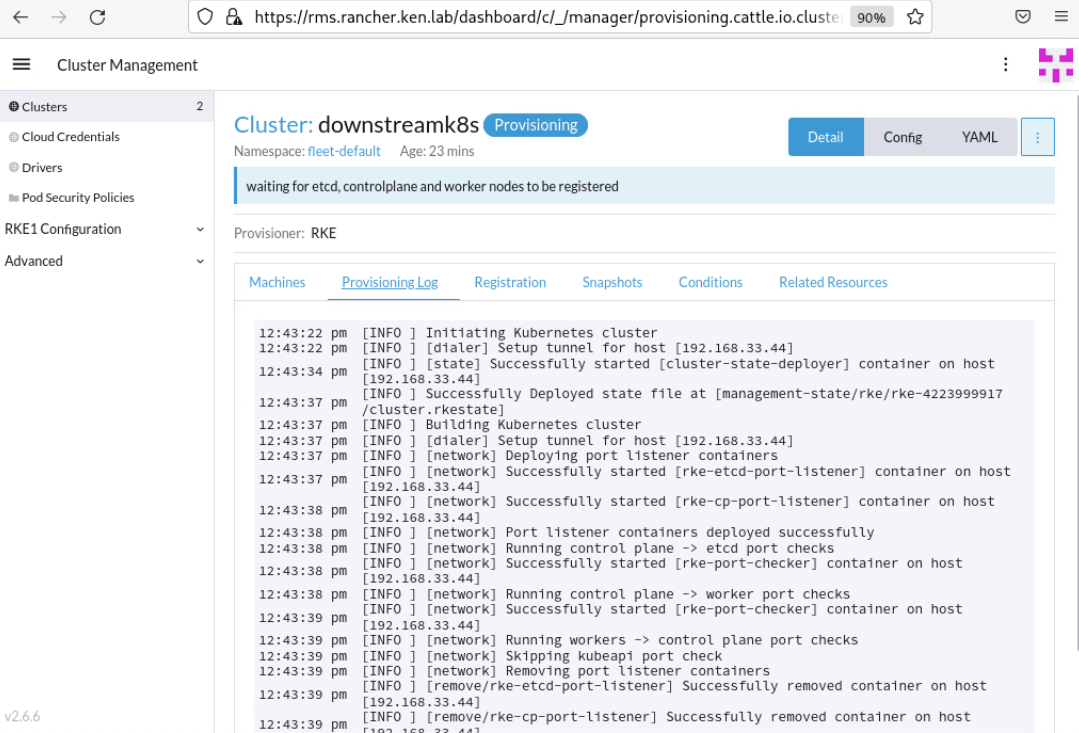 https://rms.rancher.ken.lab/dashboard/c/_/manager/provisioning.cattle.io.cluste 90%
Cluster Management
Clusters 2
Cloud Credentials
Drivers
Pod Security Policies
RKE1 Configuration
Advanced
v2.6.6
Cluster: downstreamk8s Provisioning
Detail Config YAML
Namespace: fleet-default Age: 23 mins
waiting for etcd, controlplane and worker nodes to be registered
Provisioner: RKE
Machines Provisioning Log Registration Snapshots Conditions Related Resources
12:43:22 pm [INFO ] Initiating Kubernetes cluster
12:43:22 pm [INFO ] [dialer] Setup tunnel for host [192.168.33.44]
12:43:34 pm [INFO ] [state] Successfully started [cluster-state-deployer] container on host
[192.168.33.44]
12:43:37 pm [INFO ] Successfully Deployed state file at [management-state/rke/rke-4223999917
/cluster.rkestate]
12:43:37 pm [INFO ] Building Kubernetes cluster
12:43:37 pm [INFO ] [dialer] Setup tunnel for host [192.168.33.44]
12:43:37 pm [INFO ] [network] Deploying port listener containers
12:43:37 pm [INFO ] [network] Successfully started [rke-etcd-port-listener] container on host
[192.168.33.44]
12:43:38 pm [INFO ] [network] Successfully started [rke-cp-port-listener] container on host
[192.168.33.44]
12:43:38 pm [INFO ] [network] Port listener containers deployed successfully
12:43:38 pm [INFO ] [network] Running control plane -> etcd port checks
12:43:38 pm [INFO ] [network] Successfully started [rke-port-checker] container on host
[192.168.33.44]
12:43:38 pm [INFO ] [network] Running control plane -> worker port checks
12:43:39 pm [INFO ] [network] Successfully started [rke-port-checker] container on host
[192.168.33.44]
12:43:39 pm [INFO ] [network] Running workers -> control plane port checks
12:43:39 pm [INFO ] [network] Skipping kubeapi port check
12:43:39 pm [INFO ] [network] Removing port listener containers
12:43:39 pm [INFO ] [remove/rke-etcd-port-listener] Successfully removed container on host
[192.168.33.44]
12:43:39 pm [INFO ] [remove/rke-cp-port-listener] Successfully removed container on host
[192.168.33.44]